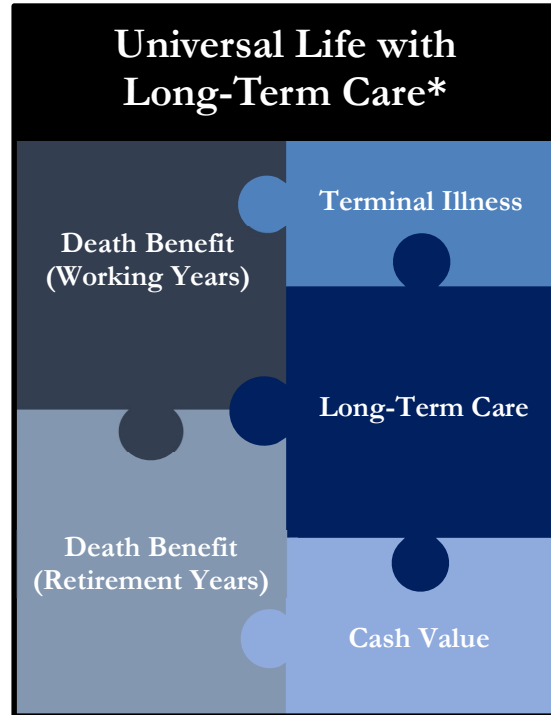 Universal Life with
Long-Term Care*
Death Benefit
(Working Years)
Terminal Illness
Long-Term Care
Death Benefit
(Retirement Years)
Cash Value